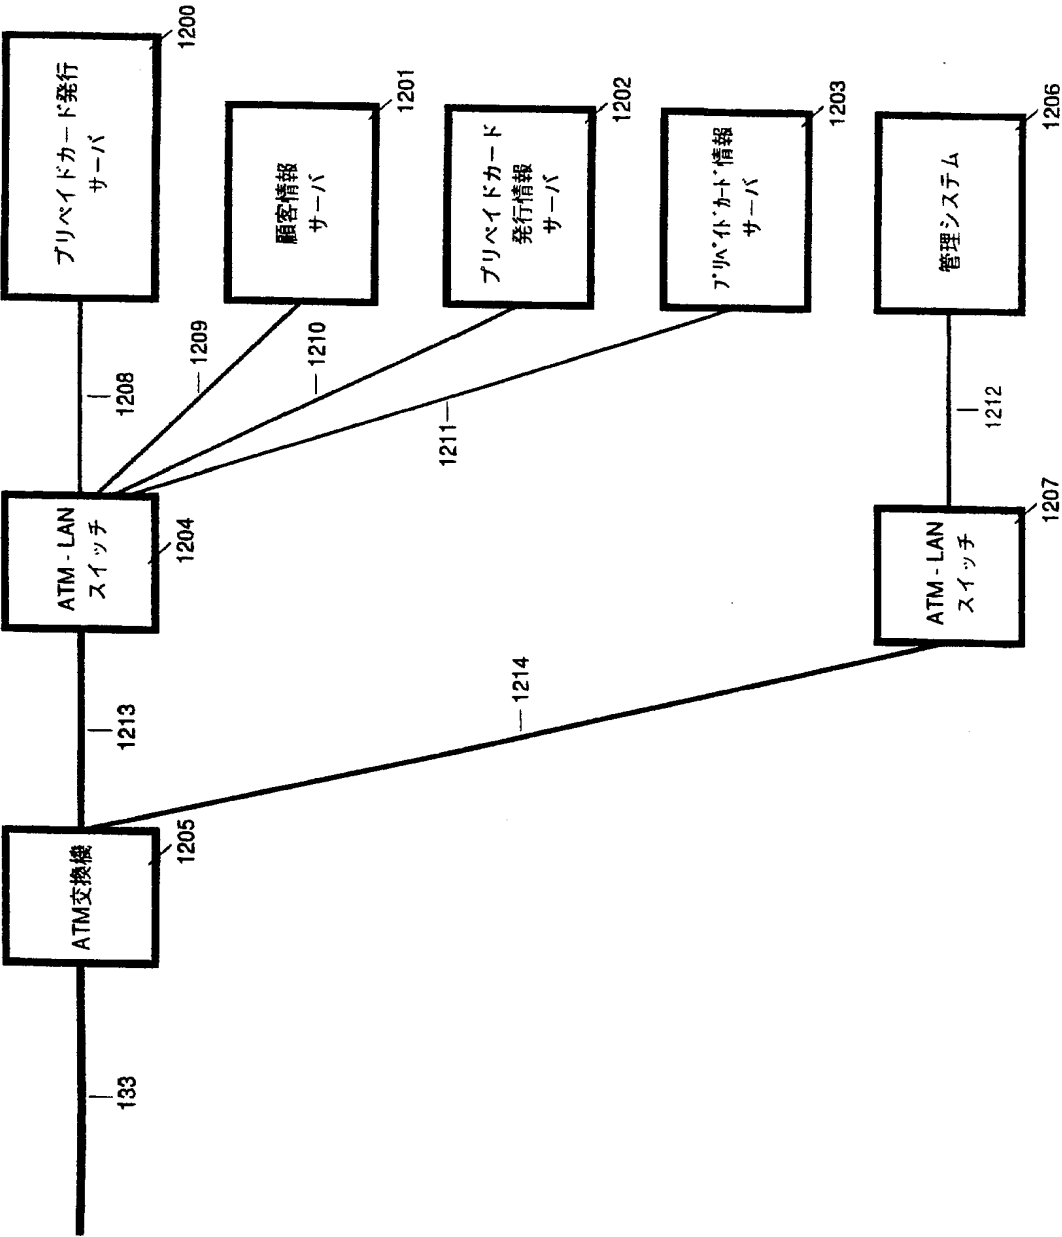 プリペイドカード発行
サーバ
1200
顧客情報
サーバ
1201
プリペイドカード
発行情報
サーバ
1202
ﾌﾟﾘﾍﾟｲﾄﾞｶｰﾄﾞ情報
サーバ
1203
管理システム
1206
1208
1209
1210
1211
1212
ATM-LAN
スイッチ
1204
ATM-LAN
スイッチ
1207
1213
1214
ATM交換機
1205
133